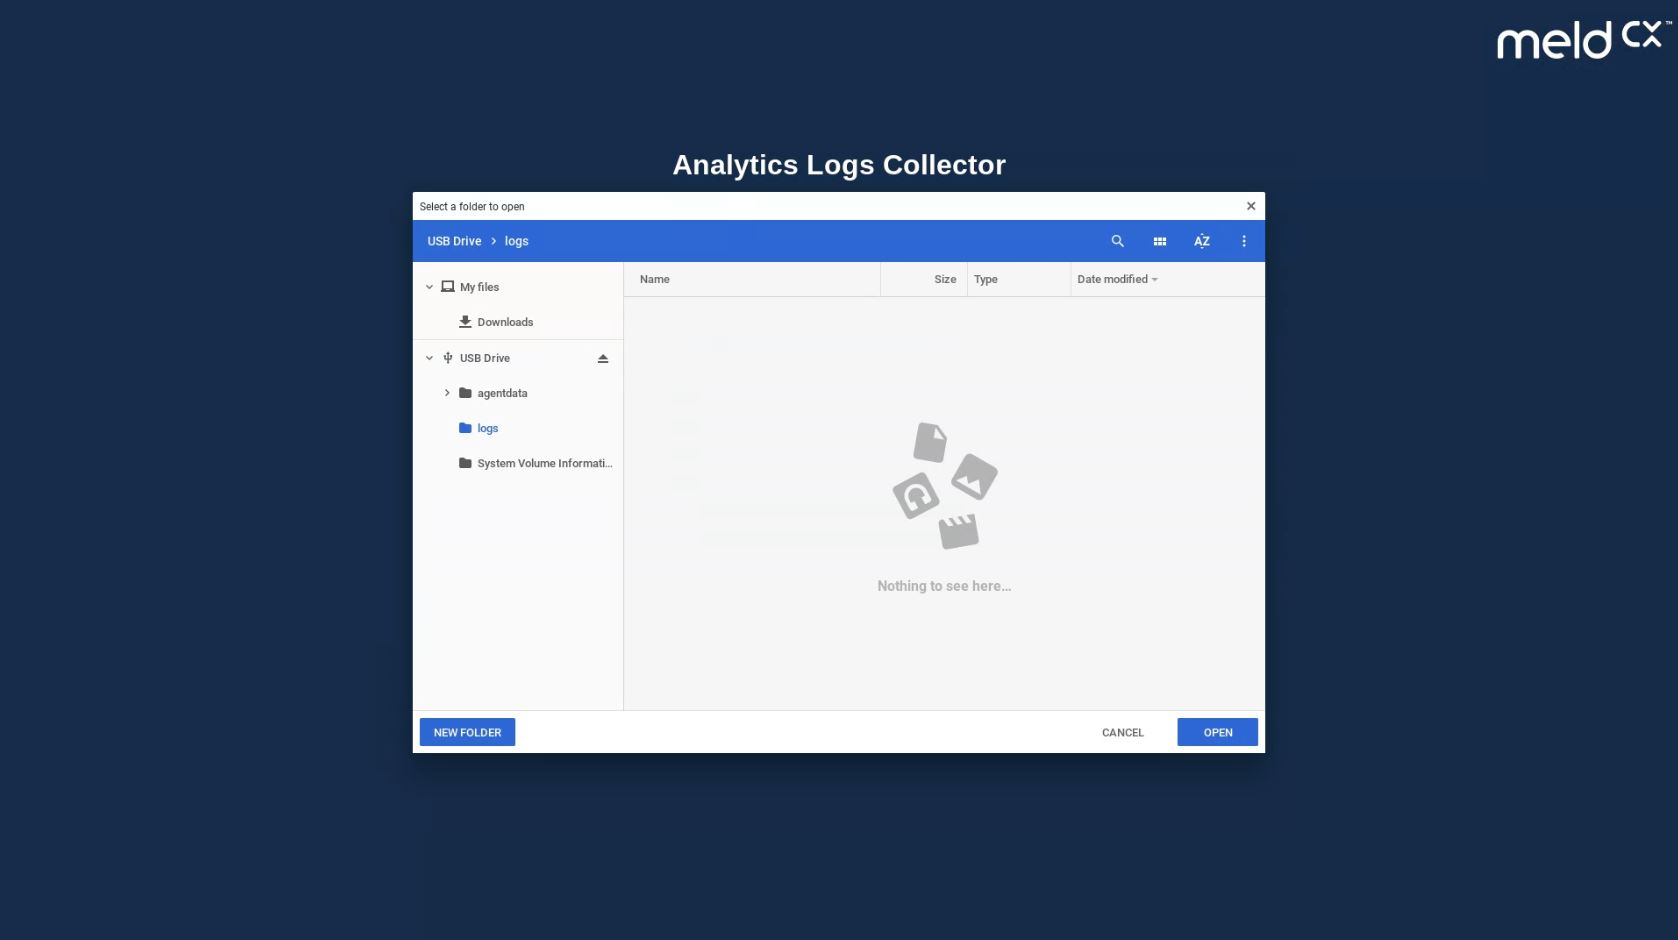 meld CX™
Analytics Logs Collector
Select a folder to open
USB Drive > logs
AZ
Name Size Type Date modified
My files
Downloads
USB Drive
agentdata
logs
System Volume Informati...
Nothing to see here...
NEW FOLDER CANCEL OPEN